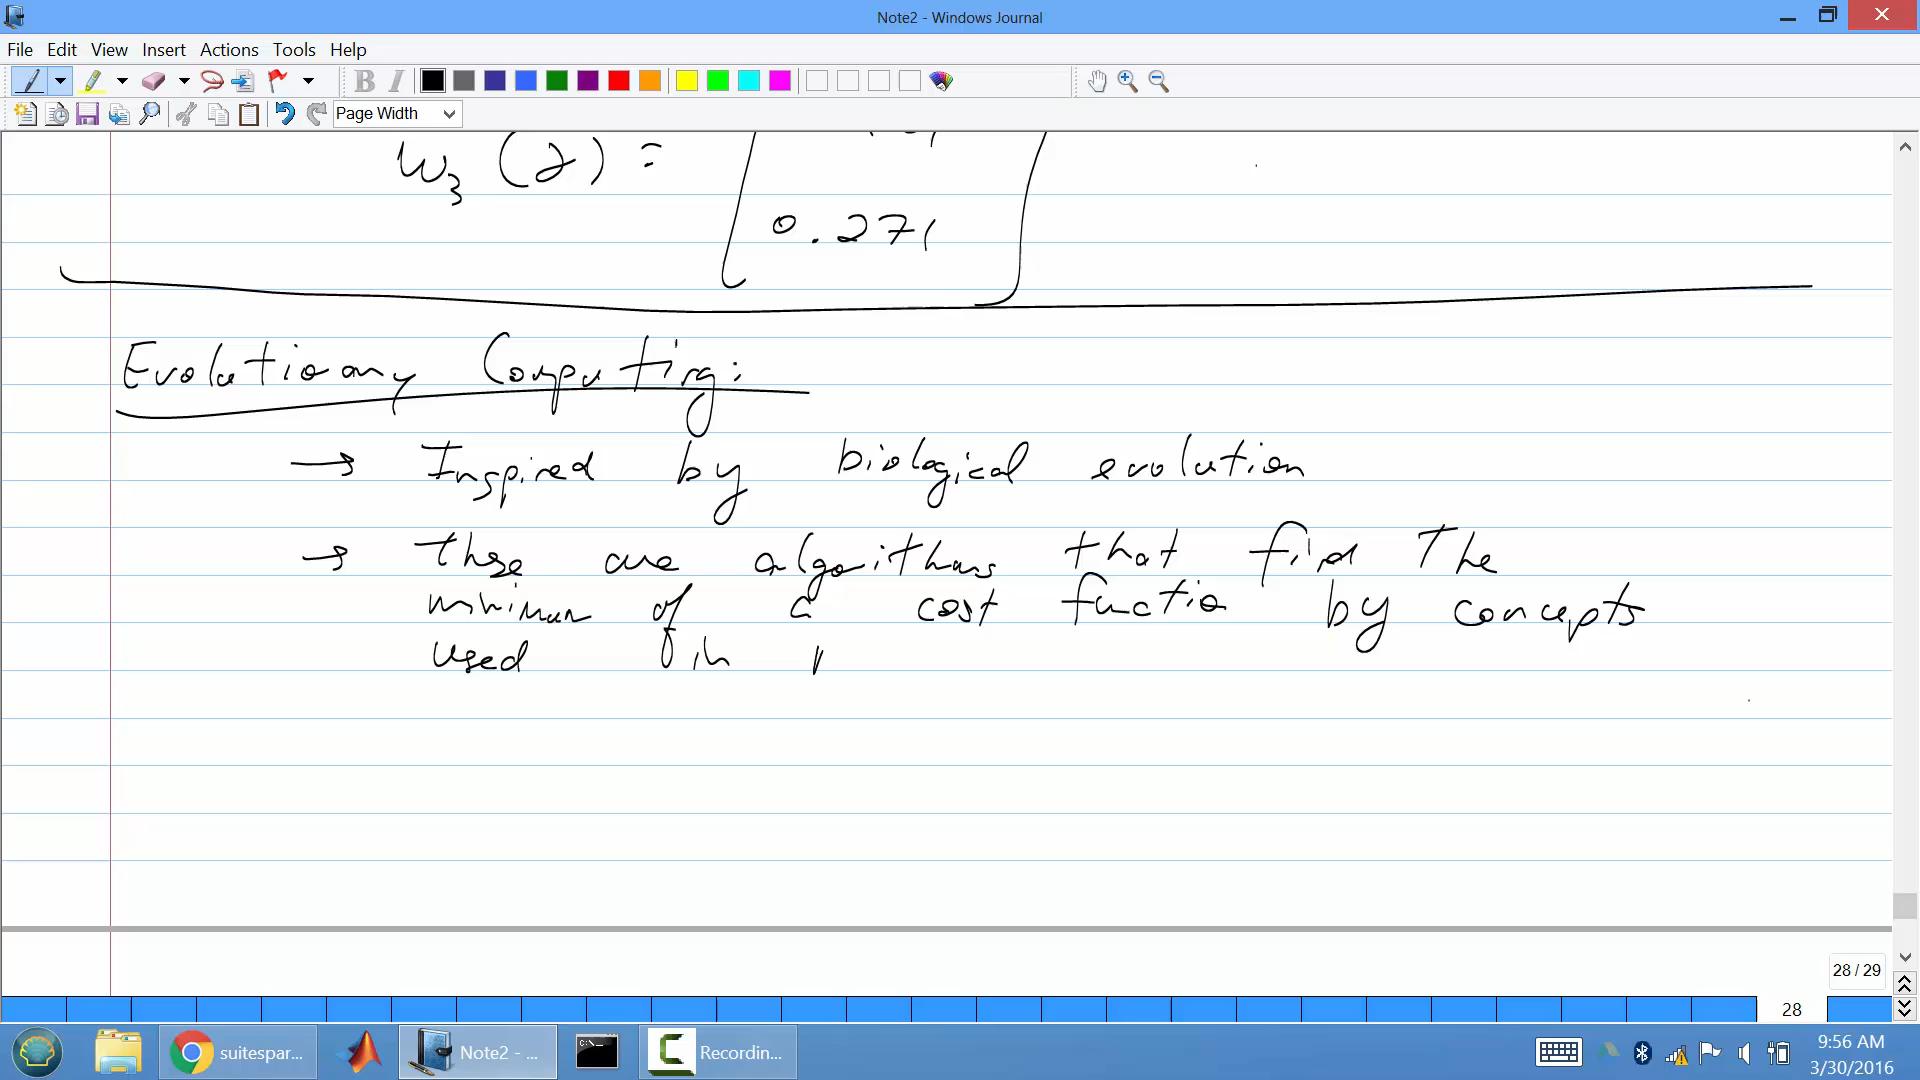 Note2 - Windows Journal
File Edit View Insert Actions Tools Help
B I
Page Width
w3 (2) =
0.271
Evolutionary Computing:
→ Inspired by biological evolution
→ these are algorithms that find The
minimum of a cost function by concepts
used in
28 / 29
28
suitespar...
Note2 - ...
C:\_
C Recordin...
9:56 AM
3/30/2016